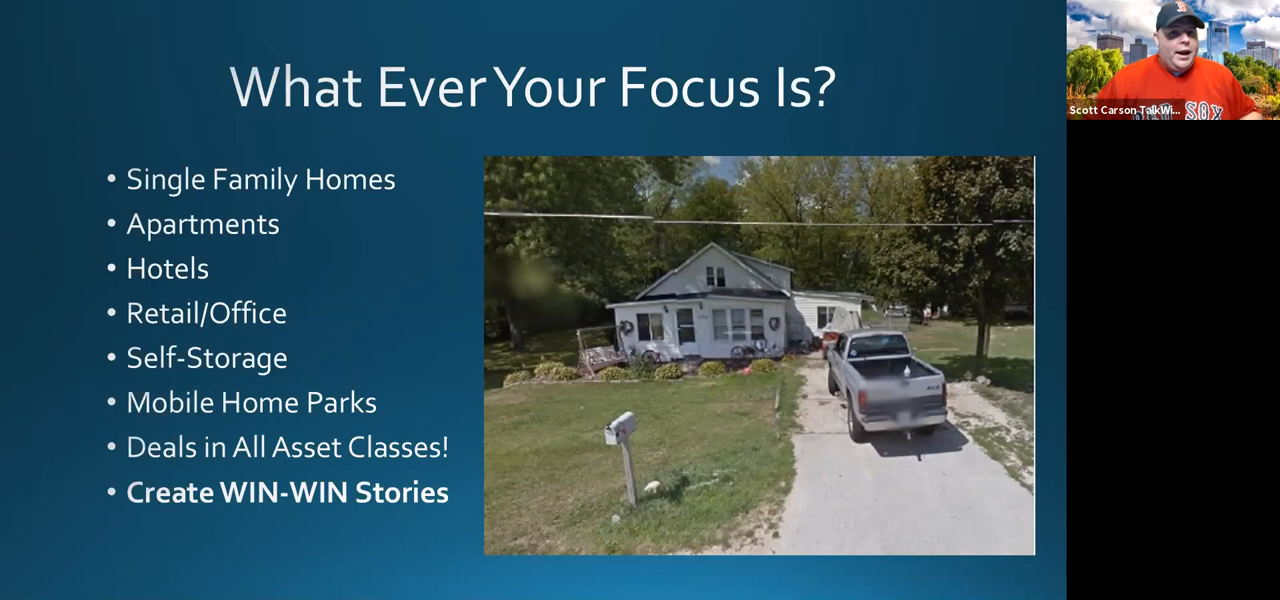 What Ever Your Focus Is?
• Single Family Homes
• Apartments
• Hotels
• Retail/Office
• Self-Storage
• Mobile Home Parks
• Deals in All Asset Classes!
• Create WIN-WIN Stories
B
SOX
Scott Carson TalkWi...